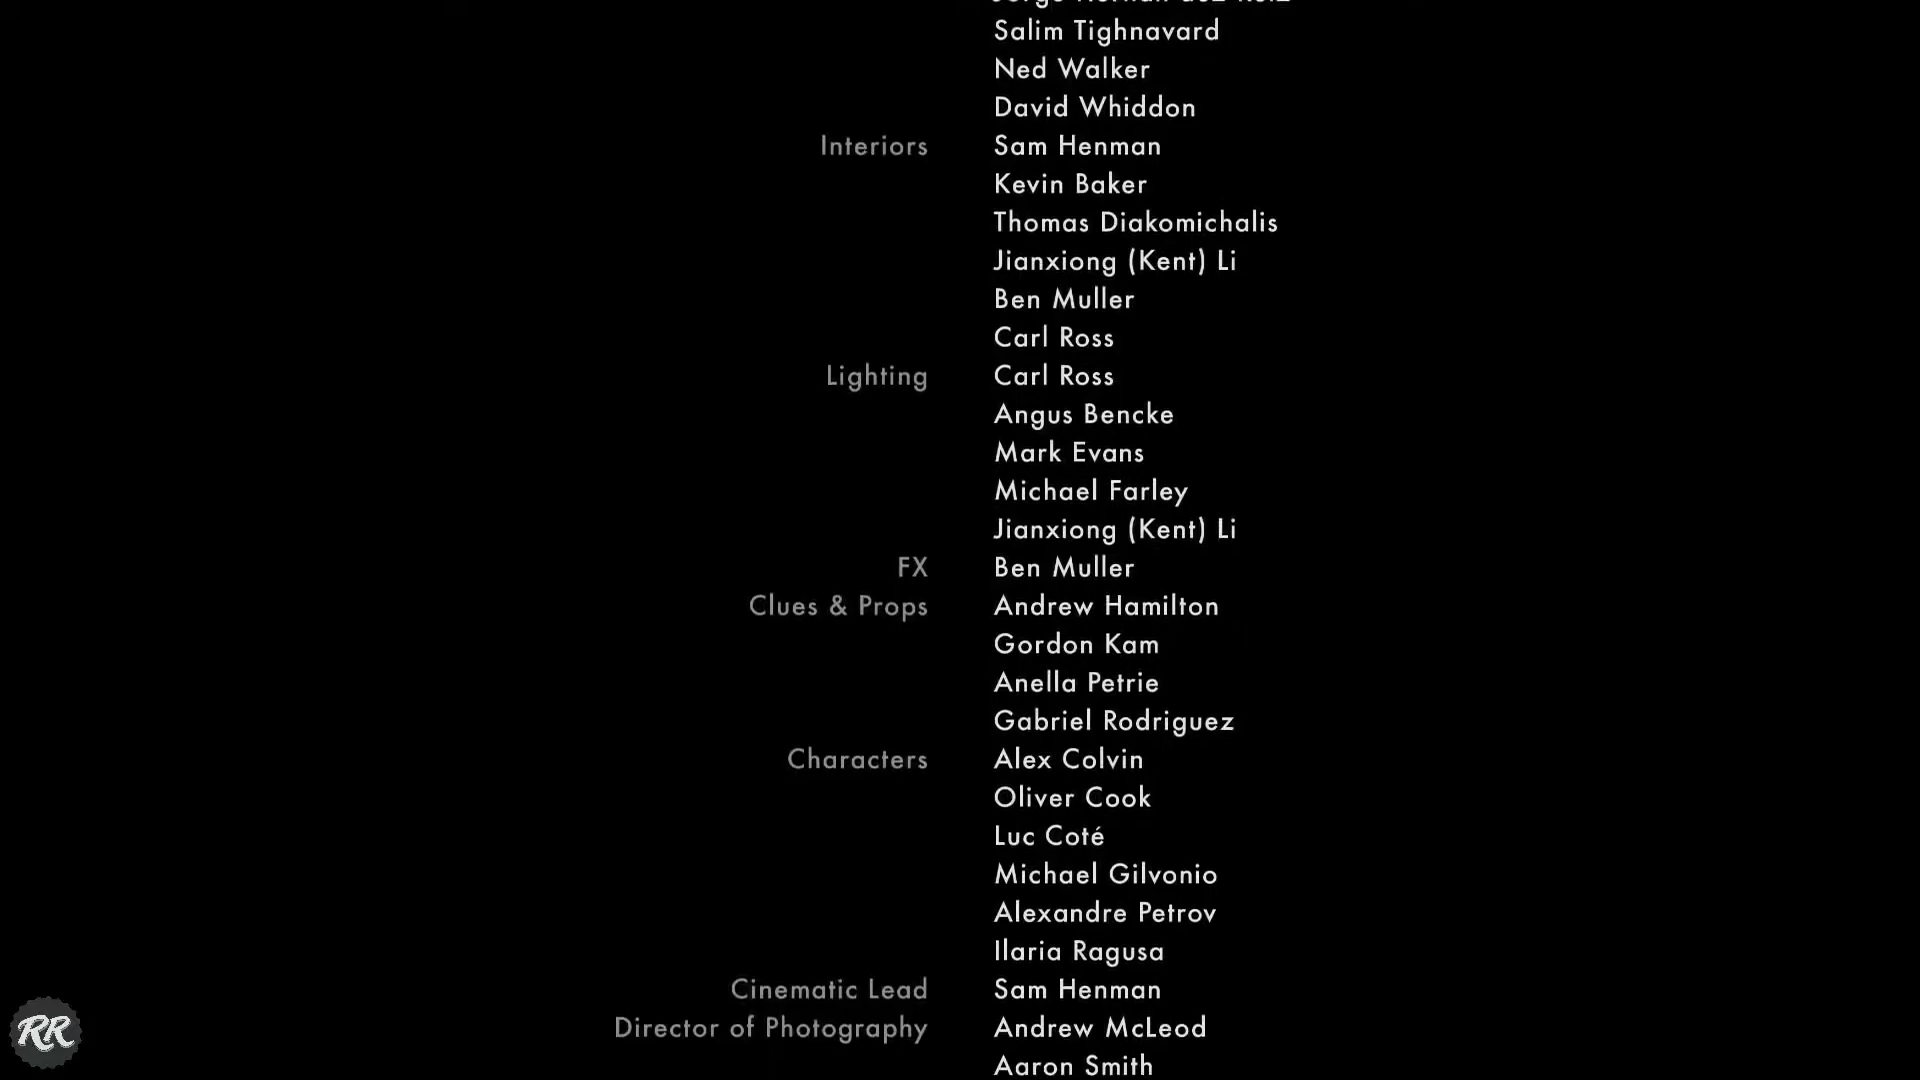 Salim Tighnavard
Ned Walker
David Whiddon
Interiors Sam Henman
Kevin Baker
Thomas Diakomichalis
Jianxiong (Kent) Li
Ben Muller
Carl Ross
Lighting Carl Ross
Angus Bencke
Mark Evans
Michael Farley
Jianxiong (Kent) Li
FX Ben Muller
Clues & Props Andrew Hamilton
Gordon Kam
Anella Petrie
Gabriel Rodriguez
Characters Alex Colvin
Oliver Cook
Luc Coté
Michael Gilvonio
Alexandre Petrov
Ilaria Ragusa
Cinematic Lead Sam Henman
Director of Photography Andrew McLeod
Aaron Smith
RR